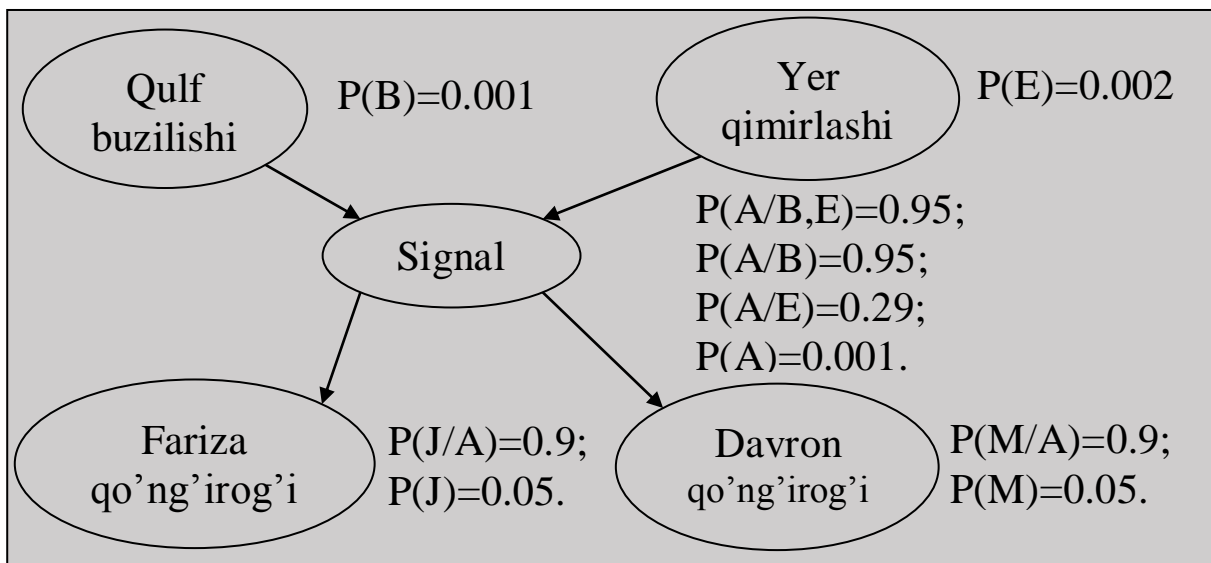 Qulf
buzilishi
P(B)=0.001
Yer
qimirlashi
P(E)=0.002
Signal
P(A/B,E)=0.95;
P(A/B)=0.95;
P(A/E)=0.29;
P(A)=0.001.
Fariza
qo’ng’irog’i
P(J/A)=0.9;
P(J)=0.05.
Davron
qo’ng’irog’i
P(M/A)=0.9;
P(M)=0.05.